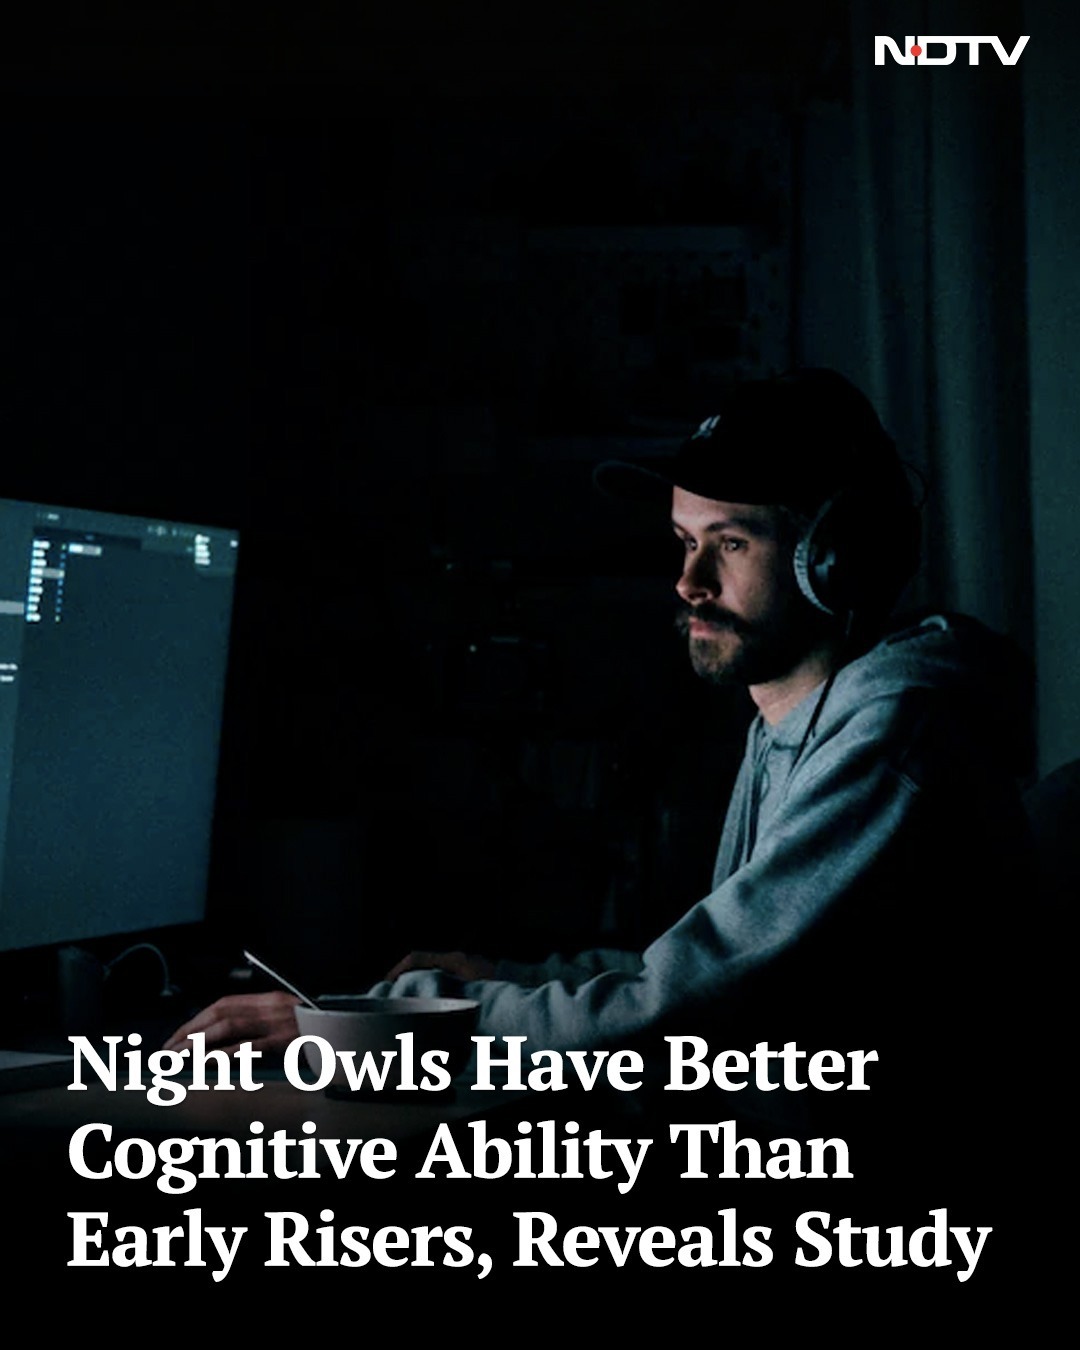 NDTV
Night Owls Have Better
Cognitive Ability Than
Early Risers, Reveals Study